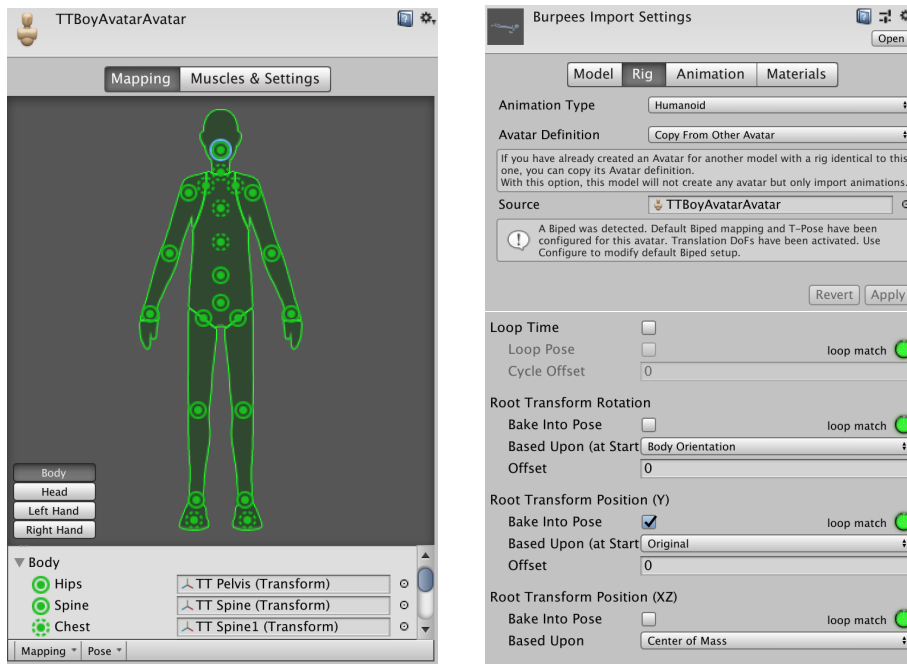 TTBoyAvatarAvatar
Mapping Muscles & Settings
Body
Head
Left Hand
Right Hand
Body
Hips TT Pelvis (Transform)
Spine TT Spine (Transform)
Chest TT Spine1 (Transform)
Mapping Pose
Burpees Import Settings
Open
Model Rig Animation Materials
Animation Type Humanoid
Avatar Definition Copy From Other Avatar
If you have already created an Avatar for another model with a rig identical to this
one, you can copy its Avatar definition.
With this option, this model will not create any avatar but only import animations.
Source TTBoyAvatarAvatar
A Biped was detected. Default Biped mapping and T-Pose have been
configured for this avatar. Translation DoFs have been activated. Use
Configure to modify default Biped setup.
Revert Apply
Loop Time
Loop Pose loop match
Cycle Offset 0
Root Transform Rotation
Bake Into Pose loop match
Based Upon (at Start Body Orientation
Offset 0
Root Transform Position (Y)
Bake Into Pose loop match
Based Upon (at Start Original
Offset 0
Root Transform Position (XZ)
Bake Into Pose loop match
Based Upon Center of Mass